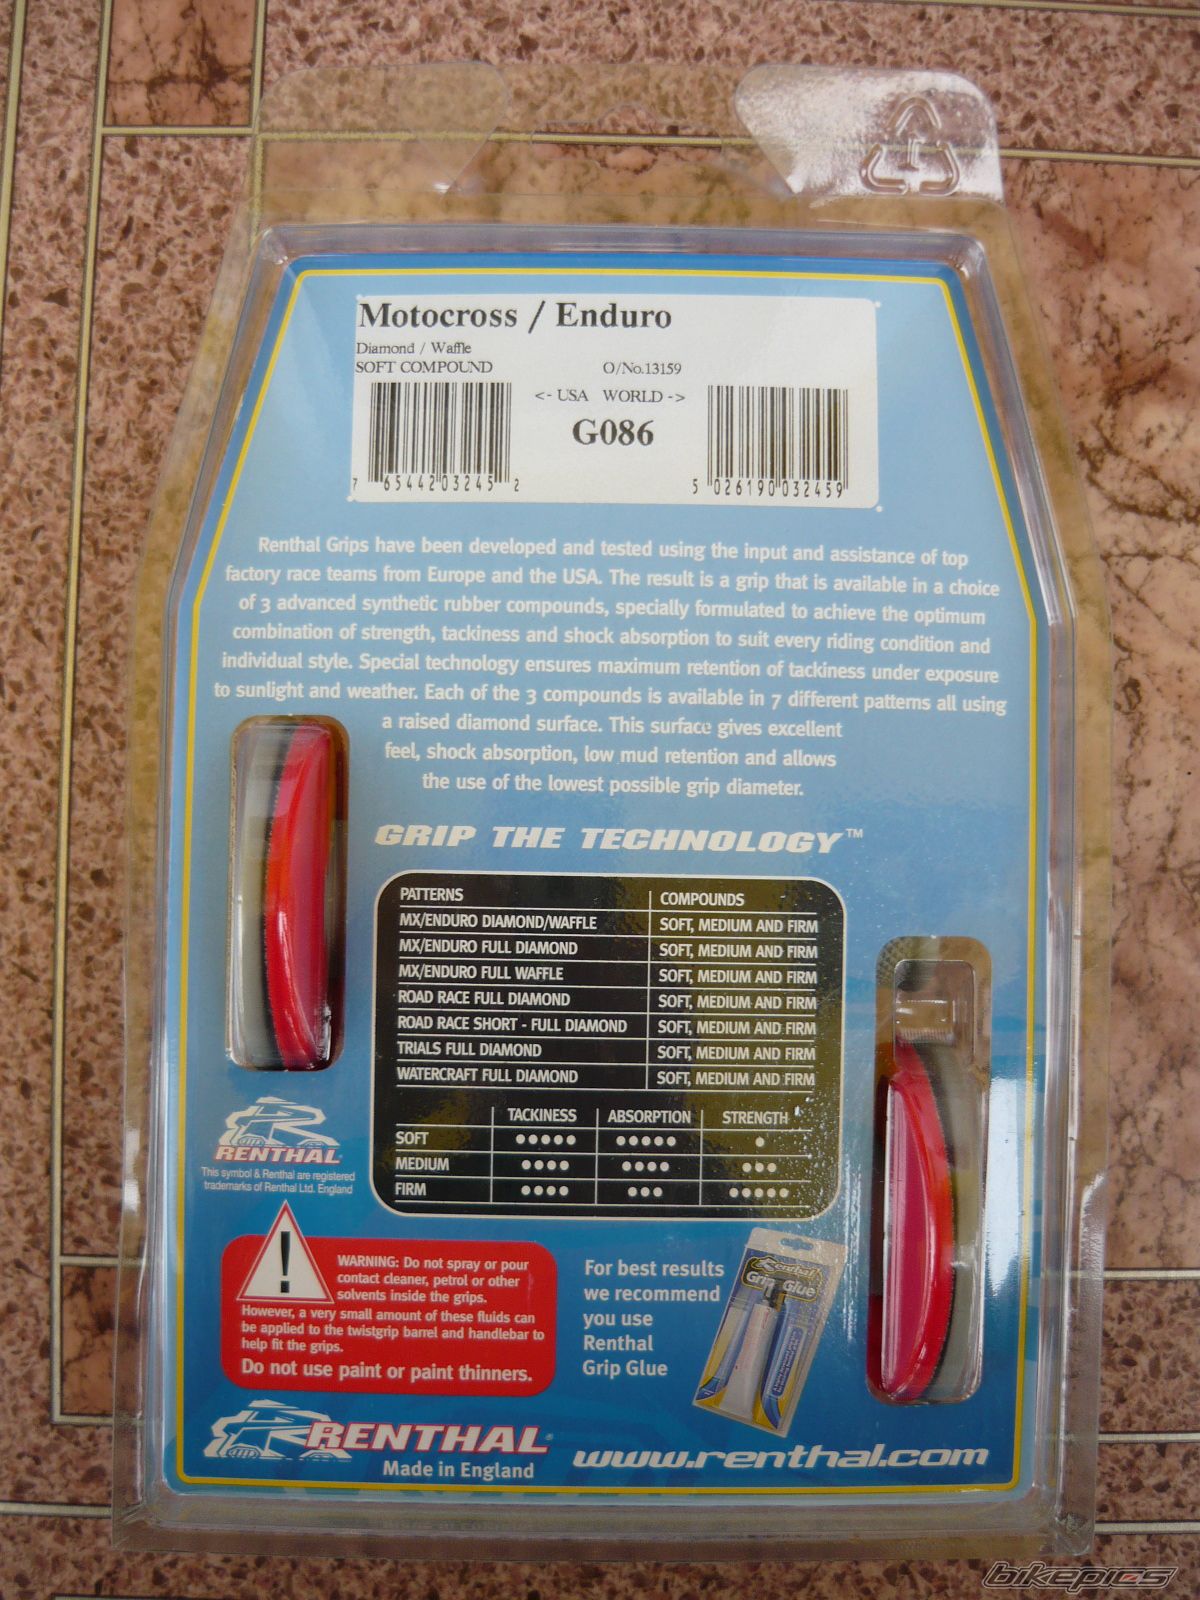 1
Motocross / Enduro
Diamond / Waffle
SOFT COMPOUND O/No.13159
<- USA WORLD ->
G086
7 65442 03245 2
5 026190 032459
Renthal Grips have been developed and tested using the input and assistance of top
factory race teams from Europe and the USA. The result is a grip that is available in a choice
of 3 advanced synthetic rubber compounds, specially formulated to achieve the optimum
combination of strength, tackiness and shock absorption to suit every riding condition and
individual style. Special technology ensures maximum retention of tackiness under exposure
to sunlight and weather. Each of the 3 compounds is available in 7 different patterns all using
a raised diamond surface. This surface gives excellent
feel, shock absorption, low mud retention and allows
the use of the lowest possible grip diameter.
GRIP THE TECHNOLOGY™
PATTERNS COMPOUNDS
MX/ENDURO DIAMOND/WAFFLE SOFT, MEDIUM AND FIRM
MX/ENDURO FULL DIAMOND SOFT, MEDIUM AND FIRM
MX/ENDURO FULL WAFFLE SOFT, MEDIUM AND FIRM
ROAD RACE FULL DIAMOND SOFT, MEDIUM AND FIRM
ROAD RACE SHORT - FULL DIAMOND SOFT, MEDIUM AND FIRM
TRIALS FULL DIAMOND SOFT, MEDIUM AND FIRM
WATERCRAFT FULL DIAMOND SOFT, MEDIUM AND FIRM
TACKINESS ABSORPTION STRENGTH
SOFT ●●●●● ●●●●● ●
MEDIUM ●●●● ●●●● ●●●
FIRM ●●●● ●●● ●●●●●
RENTHAL®
This symbol & Renthal are registered
trademarks of Renthal Ltd. England
! WARNING: Do not spray or pour
contact cleaner, petrol or other
solvents inside the grips.
However, a very small amount of these fluids can
be applied to the twistgrip barrel and handlebar to
help fit the grips.
Do not use paint or paint thinners.
For best results
we recommend
you use
Renthal
Grip Glue
Renthal
Grip Glue
RENTHAL®
Made in England
www.renthal.com
bikepics